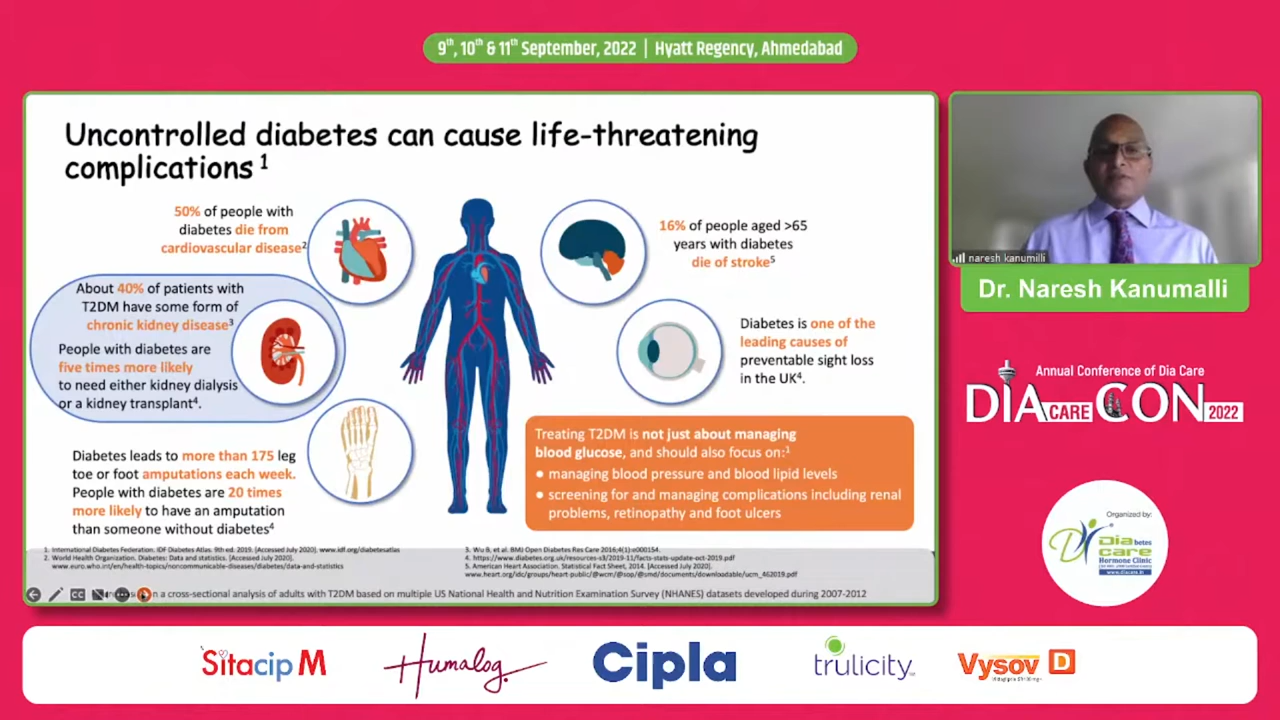 9th, 10th & 11th September, 2022 | Hyatt Regency, Ahmedabad
Uncontrolled diabetes can cause life-threatening
complications 1
50% of people with
diabetes die from
cardiovascular disease2
About 40% of patients with
T2DM have some form of
chronic kidney disease3
People with diabetes are
five times more likely
to need either kidney dialysis
or a kidney transplant4.
Diabetes leads to more than 175 leg
toe or foot amputations each week.
People with diabetes are 20 times
more likely to have an amputation
than someone without diabetes4
16% of people aged >65
years with diabetes
die of stroke5
Diabetes is one of the
leading causes of
preventable sight loss
in the UK4.
Treating T2DM is not just about managing
blood glucose, and should also focus on:1
● managing blood pressure and blood lipid levels
● screening for and managing complications including renal
problems, retinopathy and foot ulcers
1. International Diabetes Federation. IDF Diabetes Atlas. 9th ed. 2019. [Accessed July 2020]. www.idf.org/diabetesatlas
2. World Health Organization. Diabetes: Data and statistics. [Accessed July 2020].
www.euro.who.int/en/health-topics/noncommunicable-diseases/diabetes/data-and-statistics
3. Wu B, et al. BMJ Open Diabetes Res Care 2016;4(1):e000154.
4. https://www.diabetes.org.uk/resources-s3/2019-11/facts-stats-update-oct-2019.pdf
5. American Heart Association. Statistical Fact Sheet, 2014. [Accessed July 2020].
www.heart.org/idc/groups/heart-public/@wcm/@sop/@smd/documents/downloadable/ucm_462019.pdf
CC
on a cross-sectional analysis of adults with T2DM based on multiple US National Health and Nutrition Examination Survey (NHANES) datasets developed during 2007-2012
naresh kanumilli
Dr. Naresh Kanumalli
Annual Conference of Dia Care
DIA CARE CON 2022
Organized by:
Diabetes
care
Hormone Clinic
www.diacare.in
Sitacip M
Humalog
Cipla
trulicity
Vysov D